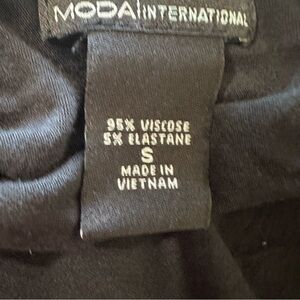 MODA INTERNATIONAL
95% VISCOSE
5% ELASTANE
S
MADE IN
VIETNAM